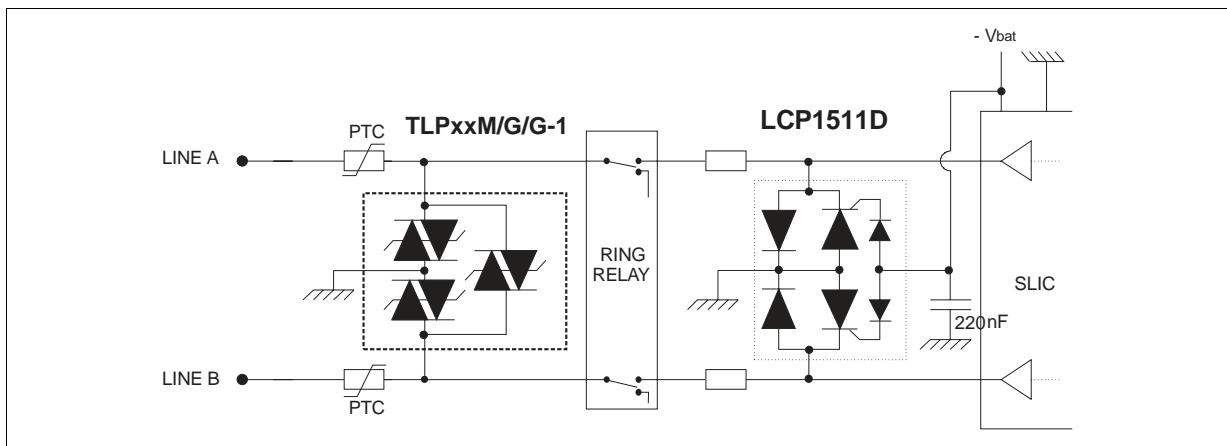 - Vbat
TLPxxM/G/G-1
LCP1511D
PTC
LINE A
RING
RELAY
SLIC
220nF
LINE B
PTC